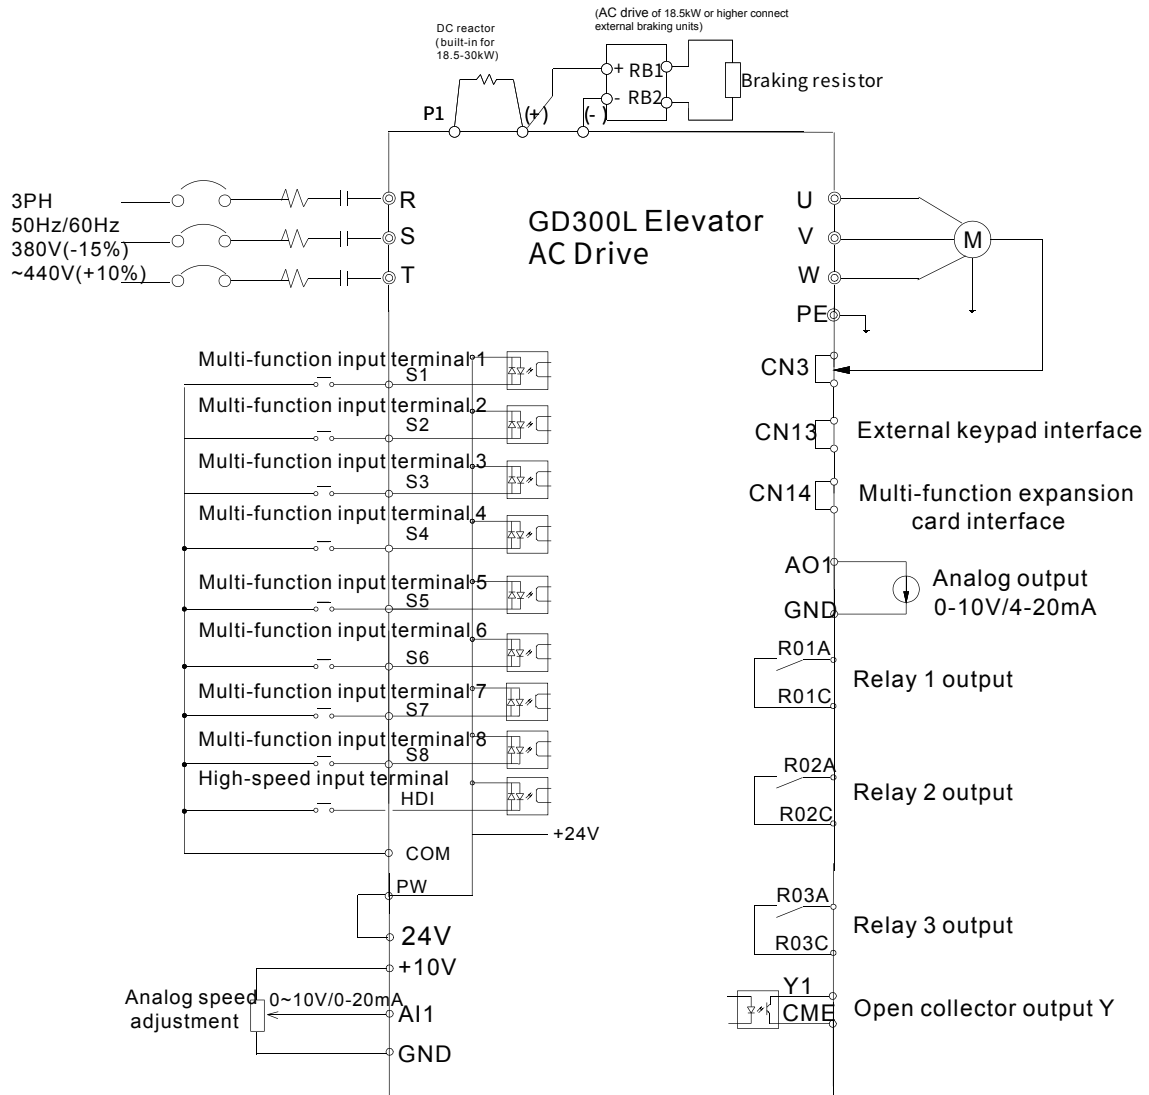 (AC drive of 18.5kW or higher connect
external braking units)
DC reactor
(built-in for
18.5-30kW)
+ RB1
- RB2
Braking resistor
P1
(+)
(-)
3PH
50Hz/60Hz
380V(-15%)
~440V(+10%)
R
S
T
GD300L Elevator
AC Drive
U
V
W
PE
M
CN3
CN13
External keypad interface
CN14
Multi-function expansion
card interface
AO1
GND
Analog output
0-10V/4-20mA
R01A
R01C
Relay 1 output
R02A
R02C
Relay 2 output
R03A
R03C
Relay 3 output
Y1
CME
Open collector output Y
Multi-function input terminal 1
S1
Multi-function input terminal 2
S2
Multi-function input terminal 3
S3
Multi-function input terminal 4
S4
Multi-function input terminal 5
S5
Multi-function input terminal 6
S6
Multi-function input terminal 7
S7
Multi-function input terminal 8
S8
High-speed input terminal
HDI
+24V
COM
PW
24V
+10V
Analog speed
adjustment
0~10V/0-20mA
AI1
GND